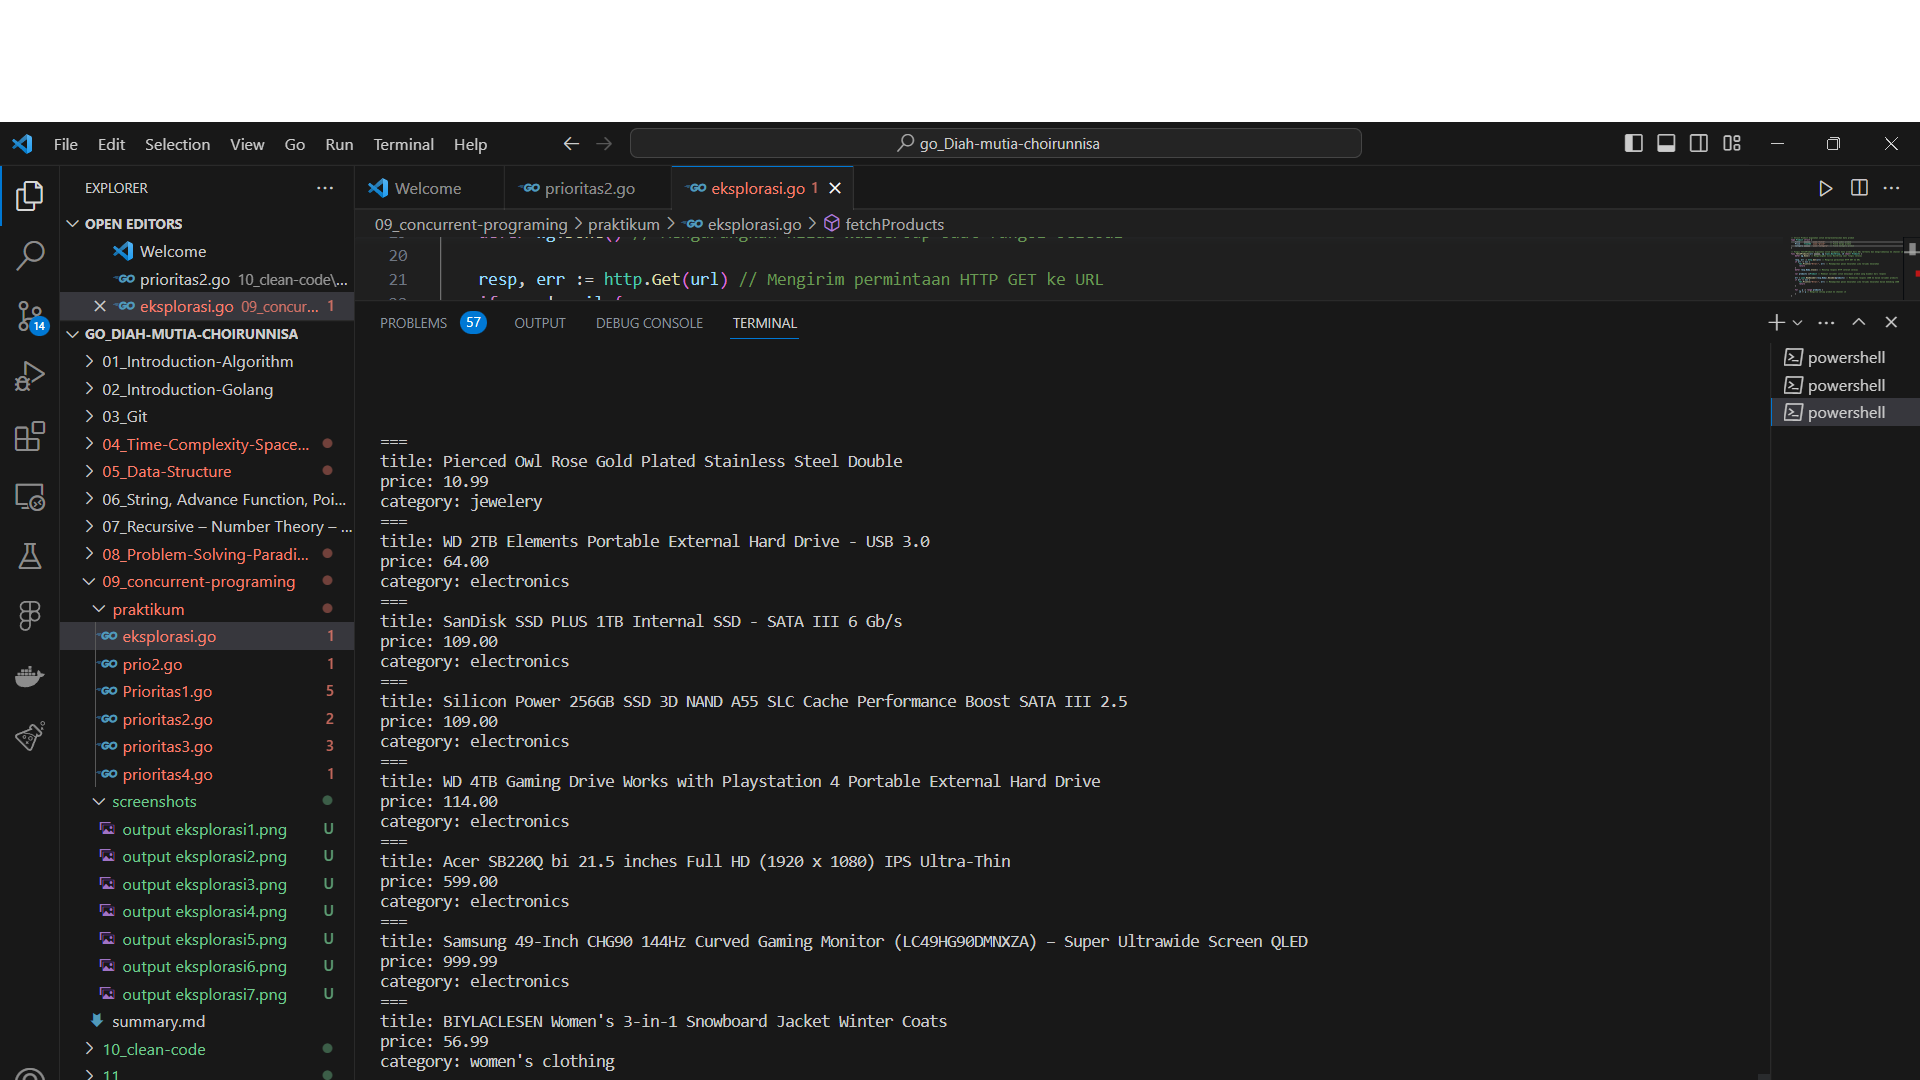 File Edit Selection View Go Run Terminal Help
go_Diah-mutia-choirunnisa
EXPLORER
OPEN EDITORS
Welcome
prioritas2.go 10_clean-code\...
eksplorasi.go 09_concur... 1
GO_DIAH-MUTIA-CHOIRUNNISA
01_Introduction-Algorithm
02_Introduction-Golang
03_Git
04_Time-Complexity-Space...
05_Data-Structure
06_String, Advance Function, Poi...
07_Recursive – Number Theory – ...
08_Problem-Solving-Paradi...
09_concurrent-programing
praktikum
eksplorasi.go 1
prio2.go 1
Prioritas1.go 5
prioritas2.go 2
prioritas3.go 3
prioritas4.go 1
screenshots
output eksplorasi1.png U
output eksplorasi2.png U
output eksplorasi3.png U
output eksplorasi4.png U
output eksplorasi5.png U
output eksplorasi6.png U
output eksplorasi7.png U
summary.md
10_clean-code
11
14
Welcome
prioritas2.go
eksplorasi.go 1
09_concurrent-programing > praktikum > eksplorasi.go > fetchProducts
20
21 resp, err := http.Get(url) // Mengirim permintaan HTTP GET ke URL
PROBLEMS 57 OUTPUT DEBUG CONSOLE TERMINAL
===
title: Pierced Owl Rose Gold Plated Stainless Steel Double
price: 10.99
category: jewelery
===
title: WD 2TB Elements Portable External Hard Drive - USB 3.0
price: 64.00
category: electronics
===
title: SanDisk SSD PLUS 1TB Internal SSD - SATA III 6 Gb/s
price: 109.00
category: electronics
===
title: Silicon Power 256GB SSD 3D NAND A55 SLC Cache Performance Boost SATA III 2.5
price: 109.00
category: electronics
===
title: WD 4TB Gaming Drive Works with Playstation 4 Portable External Hard Drive
price: 114.00
category: electronics
===
title: Acer SB220Q bi 21.5 inches Full HD (1920 x 1080) IPS Ultra-Thin
price: 599.00
category: electronics
===
title: Samsung 49-Inch CHG90 144Hz Curved Gaming Monitor (LC49HG90DMNXZA) – Super Ultrawide Screen QLED
price: 999.99
category: electronics
===
title: BIYLACLESEN Women's 3-in-1 Snowboard Jacket Winter Coats
price: 56.99
category: women's clothing
powershell
powershell
powershell